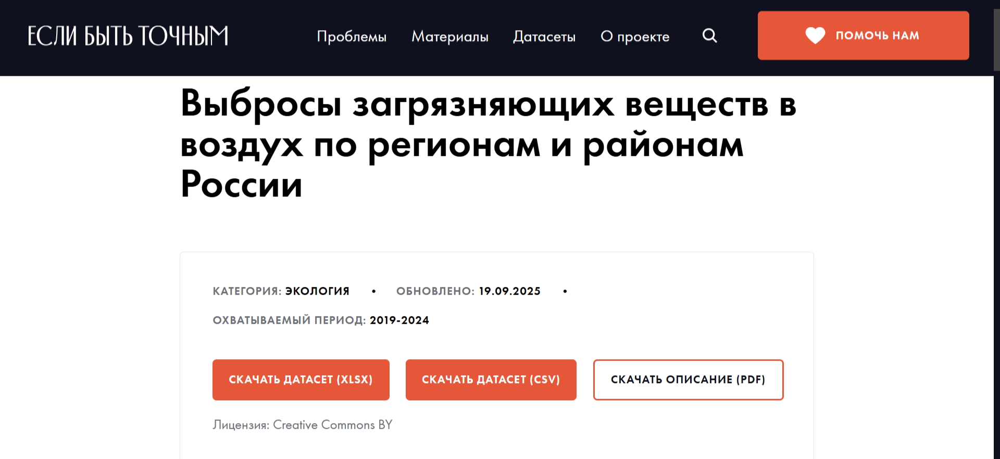 ЕСЛИ БЫТЬ ТОЧНЫМ
Проблемы Материалы Датасеты О проекте
ПОМОЧЬ НАМ
Выбросы загрязняющих веществ в
воздух по регионам и районам
России
КАТЕГОРИЯ: ЭКОЛОГИЯ • ОБНОВЛЕНО: 19.09.2025 •
ОХВАТЫВАЕМЫЙ ПЕРИОД: 2019-2024
СКАЧАТЬ ДАТАСЕТ (XLSX) СКАЧАТЬ ДАТАСЕТ (CSV) СКАЧАТЬ ОПИСАНИЕ (PDF)
Лицензия: Creative Commons BY